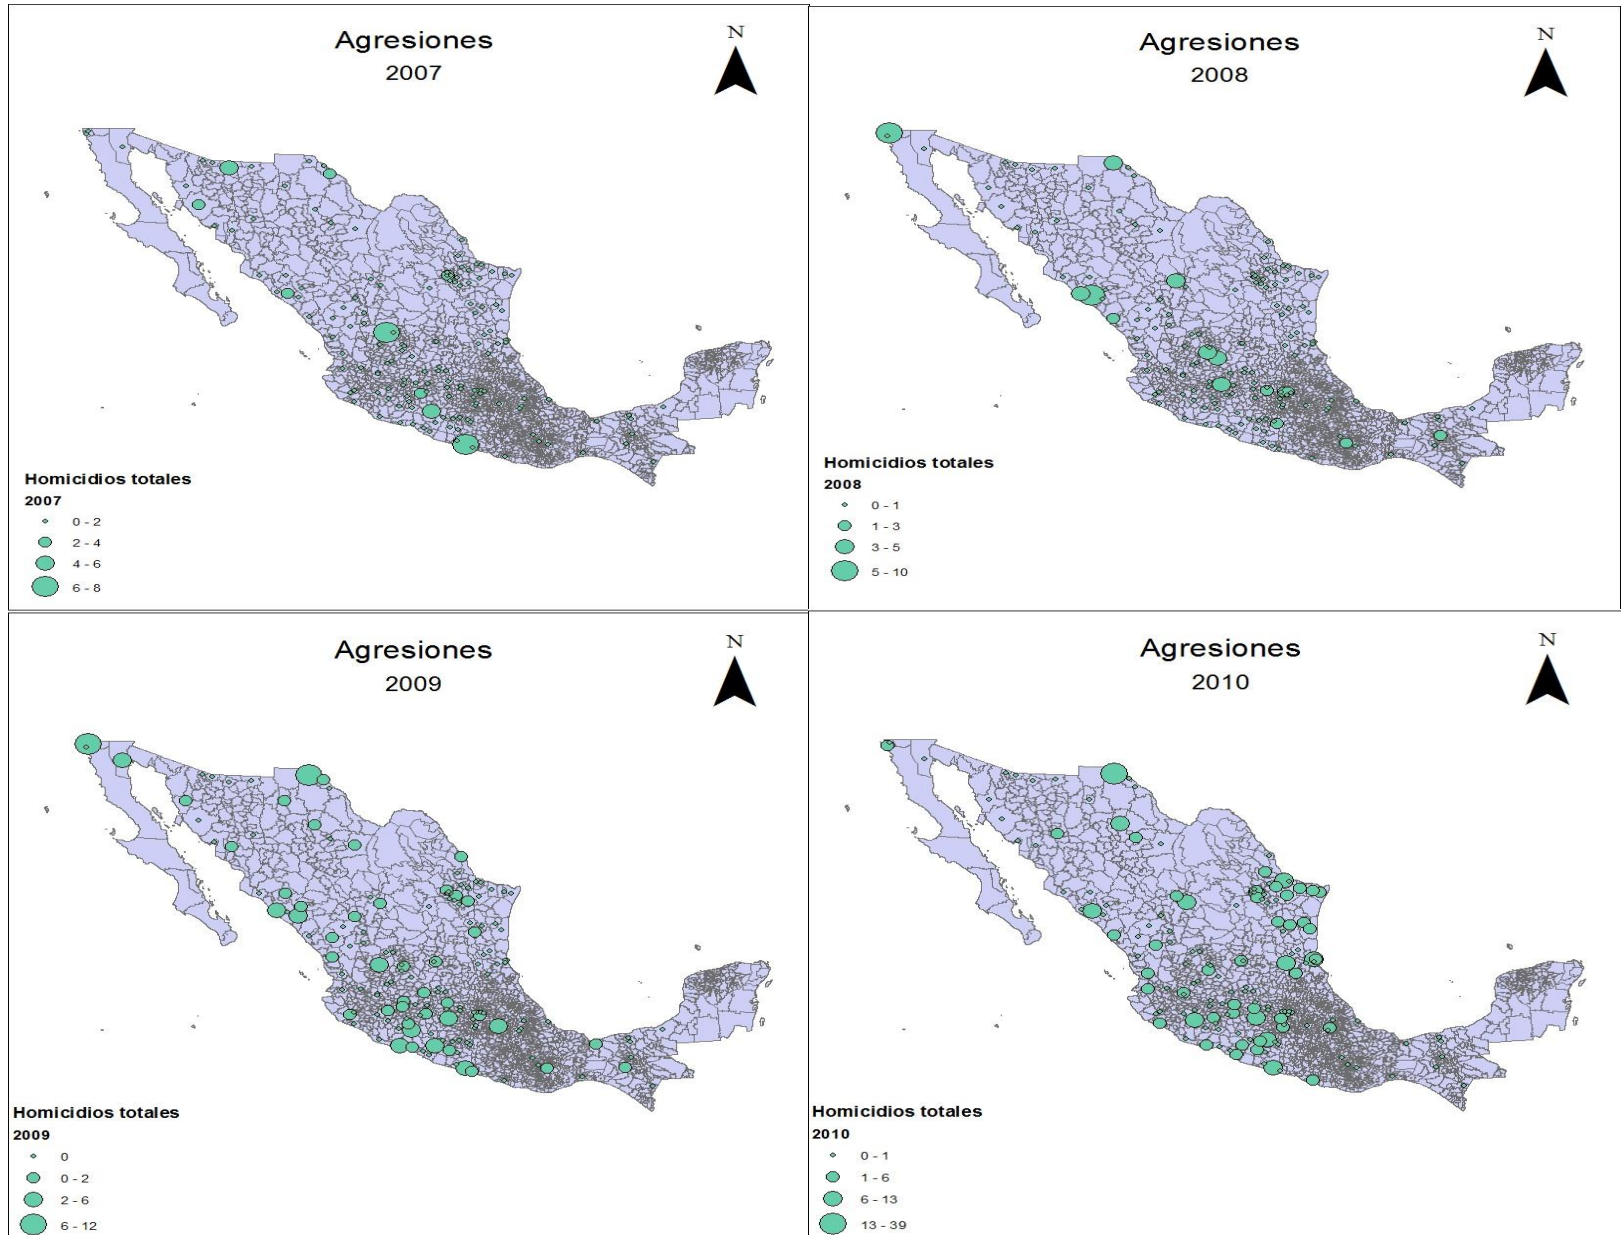 Agresiones
2007
N
Homicidios totales
2007
0 - 2
2 - 4
4 - 6
6 - 8
Agresiones
2008
N
Homicidios totales
2008
0 - 1
1 - 3
3 - 5
5 - 10
Agresiones
2009
N
Homicidios totales
2009
0
0 - 2
2 - 6
6 - 12
Agresiones
2010
N
Homicidios totales
2010
0 - 1
1 - 6
6 - 13
13 - 39